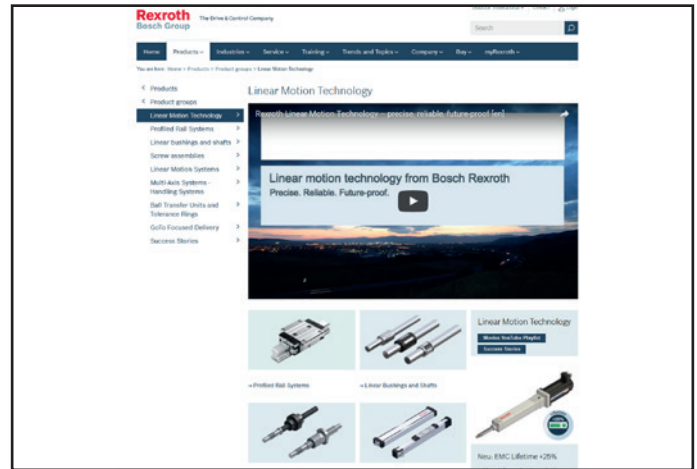 Rexroth
Bosch Group
The Drive & Control Company
Contact
Login
Search
Home
Products
Industries
Service
Training
Trends and Topics
Company
Buy
myRexroth
You are here: Home > Products > Product groups > Linear Motion Technology
Products
Product groups
Linear Motion Technology
Profiled Rail Systems
Linear bushings and shafts
Screw assemblies
Linear Motion Systems
Multi-Axis Systems -
Handling Systems
Ball Transfer Units and
Tolerance Rings
GoTo Focused Delivery
Success Stories
Linear Motion Technology
Rexroth Linear Motion Technology – precise, reliable, future-proof [en]
Linear motion technology from Bosch Rexroth
Precise. Reliable. Future-proof.
Linear Motion Technology
Movies YouTube Playlist
Success Stories
Profiled Rail Systems
Linear Bushings and Shafts
Neu: EMC Lifetime +25%